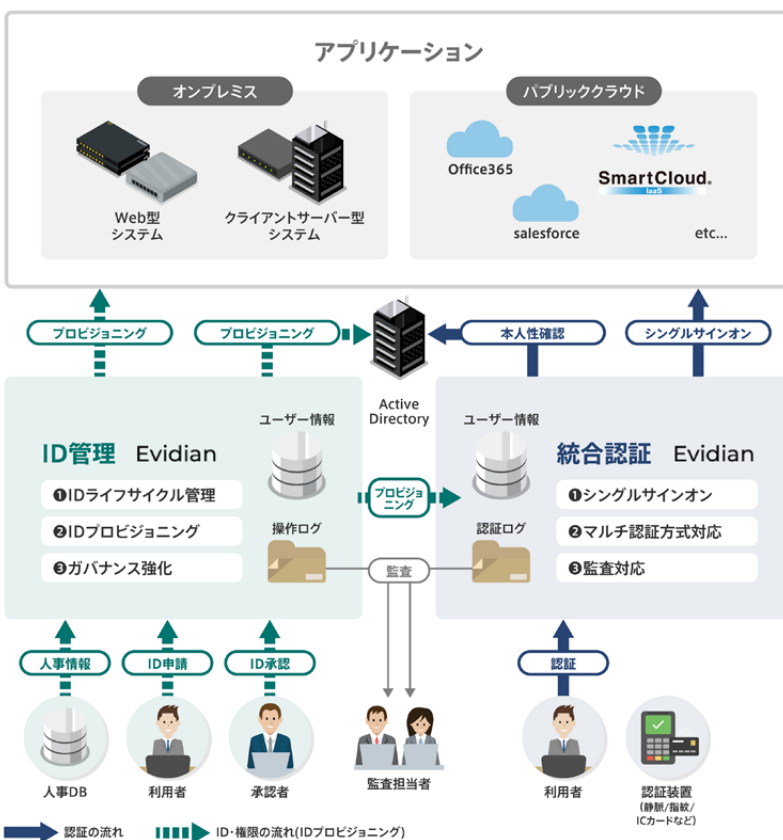 アプリケーション
オンプレミス
パブリッククラウド
Web型
システム
クライアントサーバー型
システム
Office365
salesforce
SmartCloud.
IaaS
etc...
プロビジョニング
プロビジョニング
本人性確認
シングルサインオン
Active
Directory
ID管理 Evidian
❶IDライフサイクル管理
❷IDプロビジョニング
❸ガバナンス強化
ユーザー情報
操作ログ
プロビジョ
ニング
監査
ユーザー情報
認証ログ
統合認証 Evidian
❶シングルサインオン
❷マルチ認証方式対応
❸監査対応
人事情報
ID申請
ID承認
認証
人事DB
利用者
承認者
監査担当者
利用者
認証装置
(静脈/指紋/
ICカードなど)
認証の流れ
ID・権限の流れ(IDプロビジョニング)